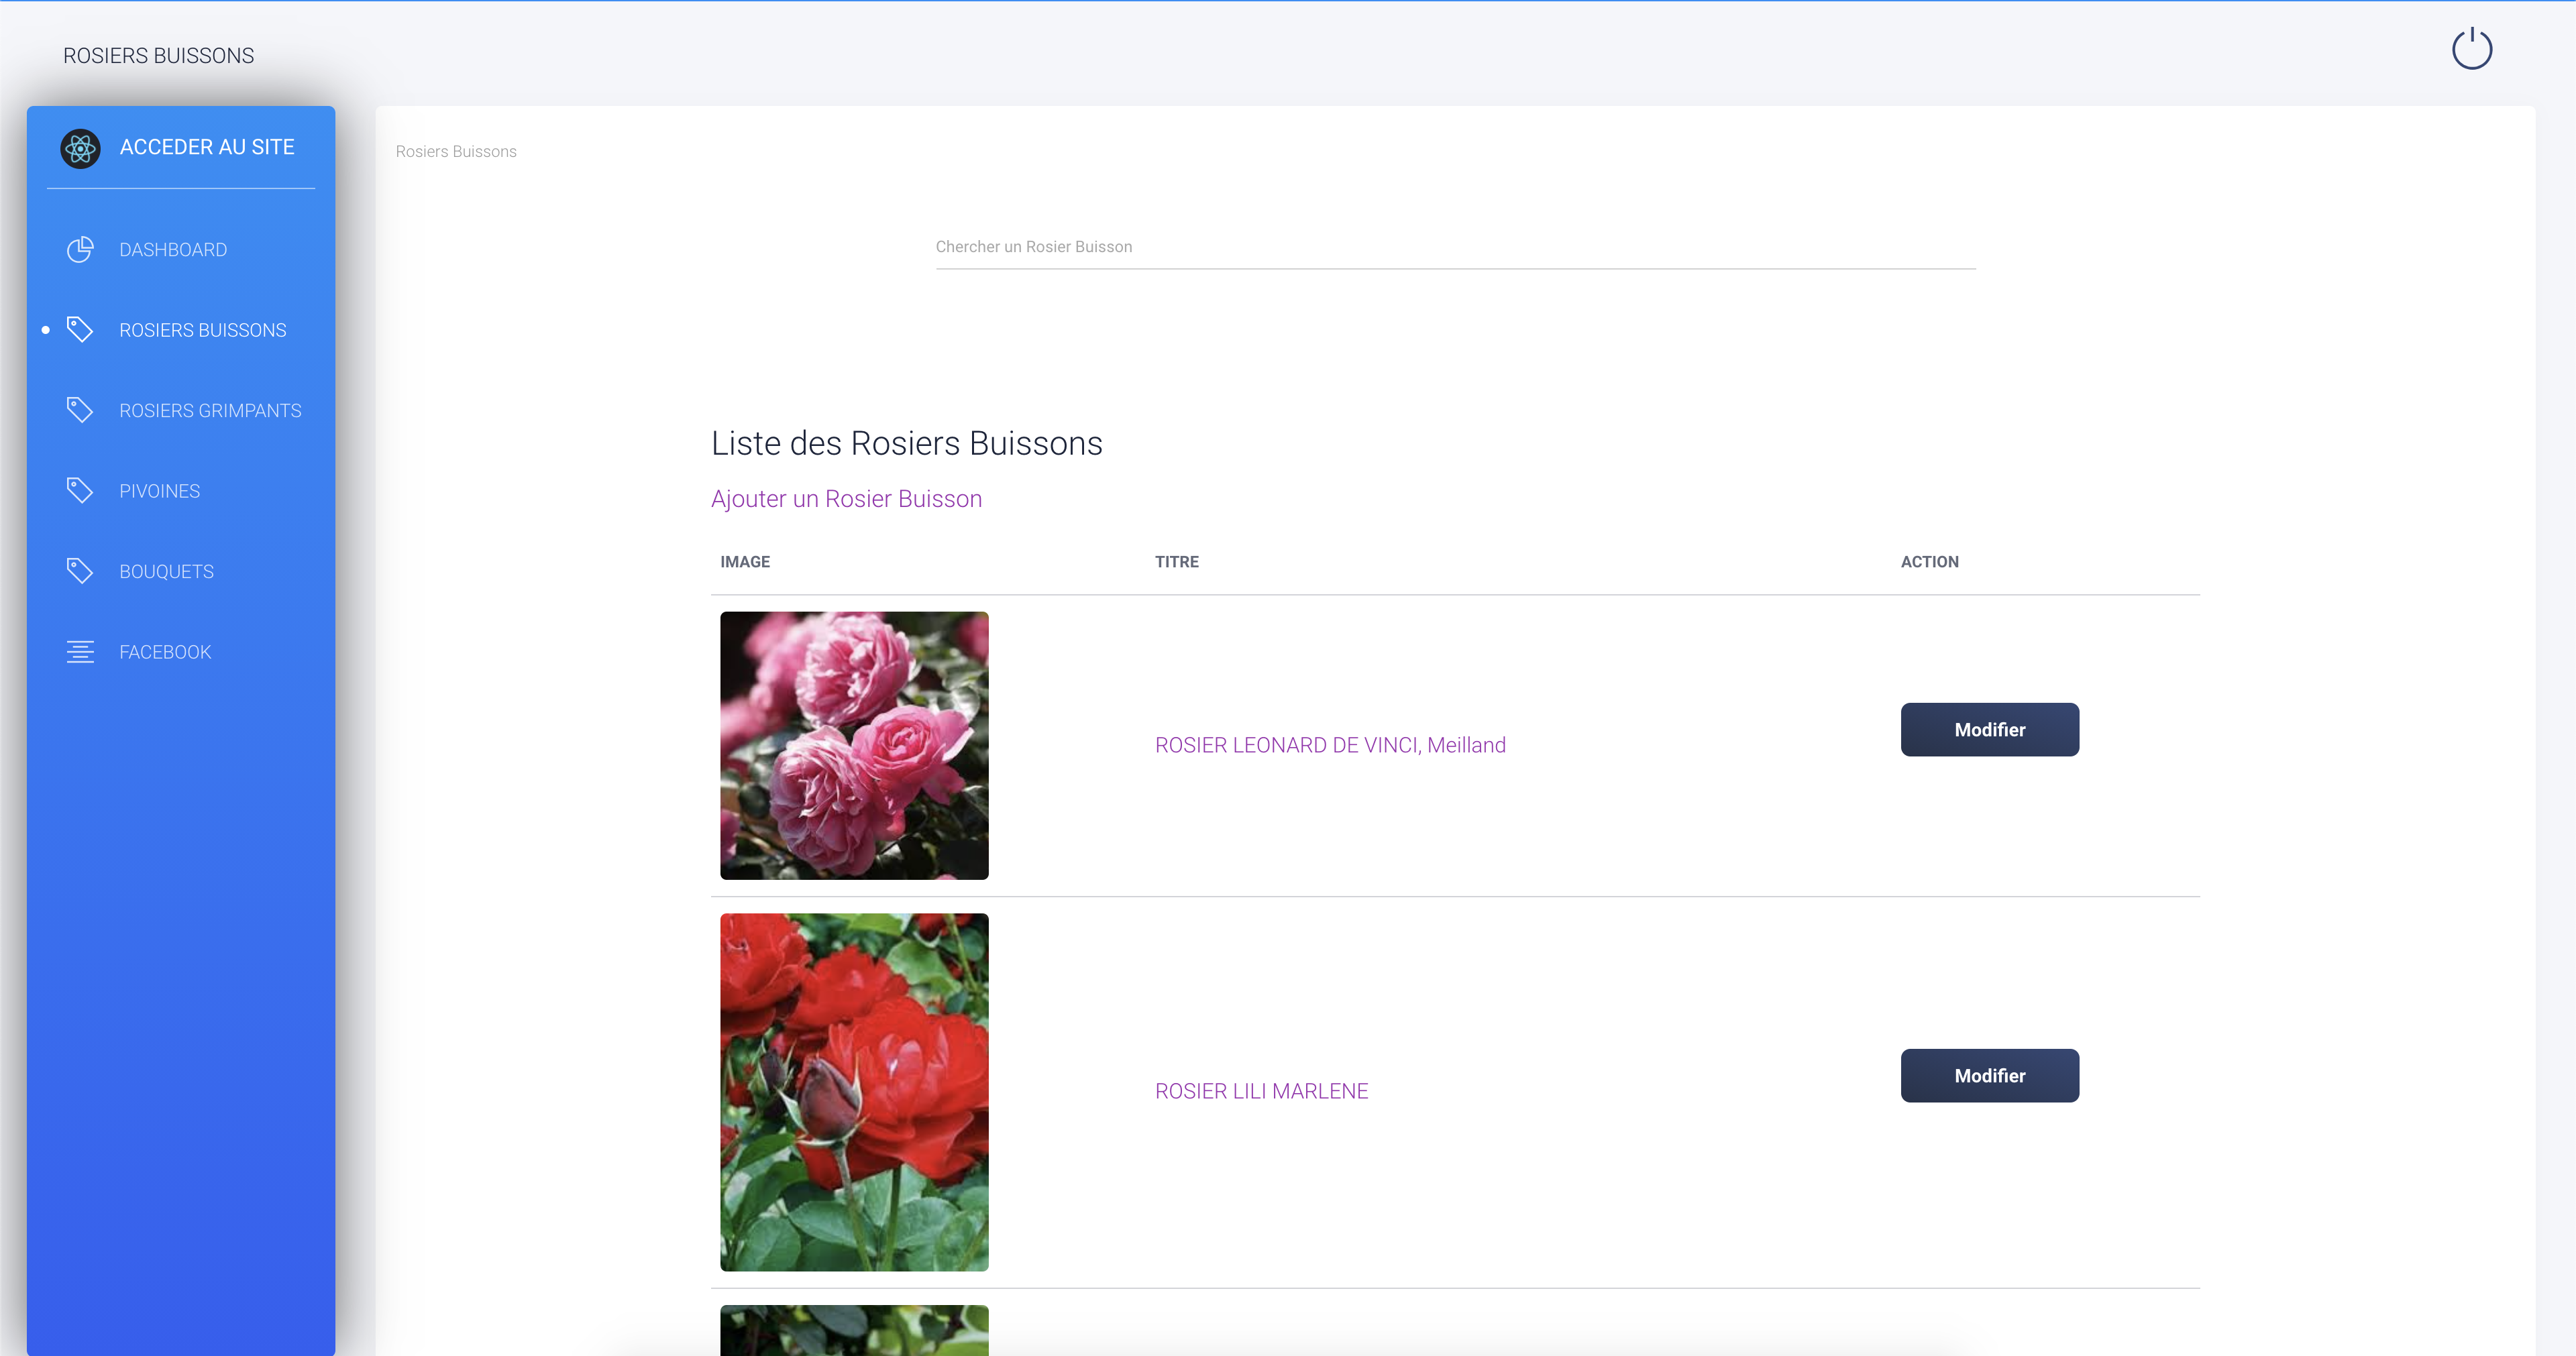 ROSIERS BUISSONS
ACCEDER AU SITE
DASHBOARD
ROSIERS BUISSONS
ROSIERS GRIMPANTS
PIVOINES
BOUQUETS
FACEBOOK
Rosiers Buissons
Chercher un Rosier Buisson
Liste des Rosiers Buissons
Ajouter un Rosier Buisson
IMAGE TITRE ACTION
ROSIER LEONARD DE VINCI, Meilland Modifier
ROSIER LILI MARLENE Modifier